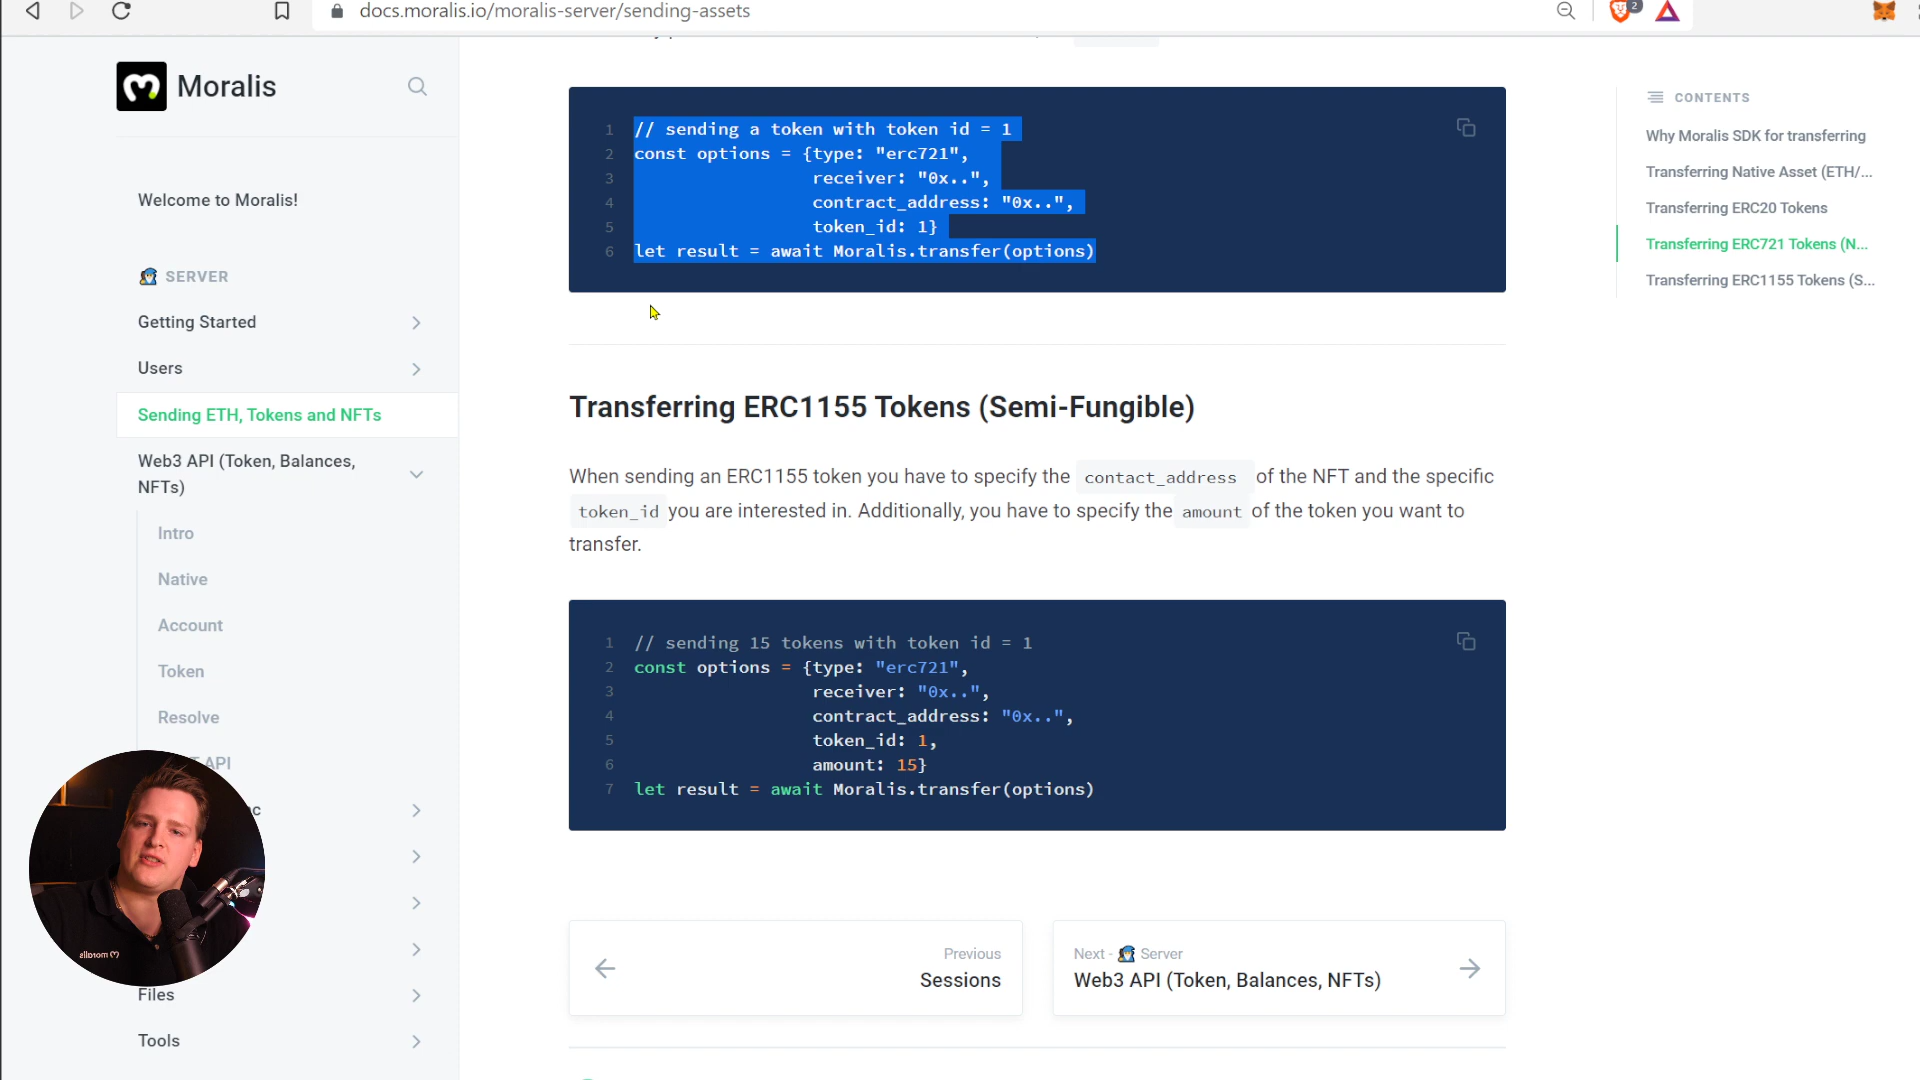 docs.moralis.io/moralis-server/sending-assets
2
Moralis
Welcome to Moralis!
SERVER
Getting Started
Users
Sending ETH, Tokens and NFTs
Web3 API (Token, Balances,
NFTs)
Intro
Native
Account
Token
Resolve
API
Files
Tools
1 // sending a token with token id = 1
2 const options = {type: "erc721",
3 receiver: "0x..",
4 contract_address: "0x..",
5 token_id: 1}
6 let result = await Moralis.transfer(options)
Transferring ERC1155 Tokens (Semi-Fungible)
When sending an ERC1155 token you have to specify the contact_address of the NFT and the specific
token_id you are interested in. Additionally, you have to specify the amount of the token you want to
transfer.
1 // sending 15 tokens with token id = 1
2 const options = {type: "erc721",
3 receiver: "0x..",
4 contract_address: "0x..",
5 token_id: 1,
6 amount: 15}
7 let result = await Moralis.transfer(options)
Previous
Sessions
Next - Server
Web3 API (Token, Balances, NFTs)
CONTENTS
Why Moralis SDK for transferring
Transferring Native Asset (ETH/...
Transferring ERC20 Tokens
Transferring ERC721 Tokens (N...
Transferring ERC1155 Tokens (S...
moralis